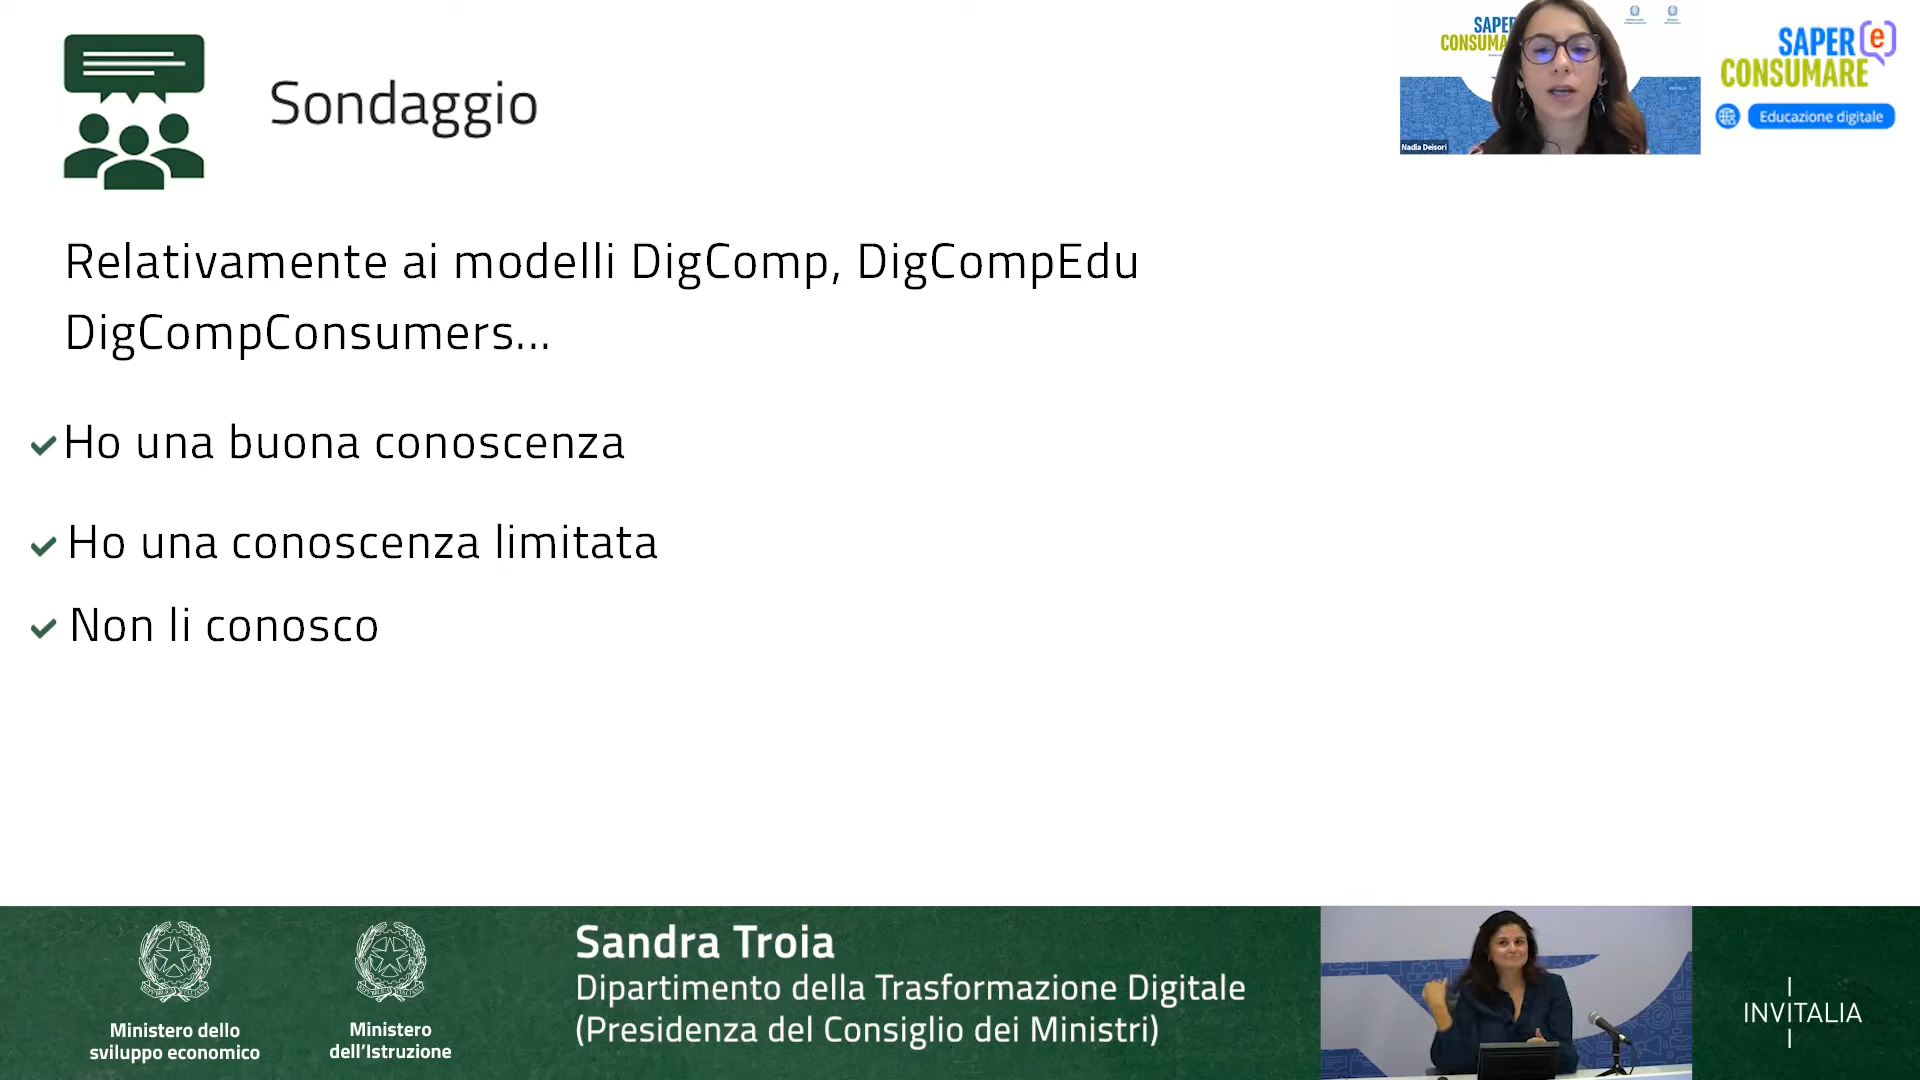 Sondaggio
SAPER
CONSUMA
Nadia Deisori
SAPER e
CONSUMARE
Educazione digitale
Relativamente ai modelli DigComp, DigCompEdu
DigCompConsumers...
Ho una buona conoscenza
Ho una conoscenza limitata
Non li conosco
Ministero dello
sviluppo economico
Ministero
dell'Istruzione
Sandra Troia
Dipartimento della Trasformazione Digitale
(Presidenza del Consiglio dei Ministri)
INVITALIA